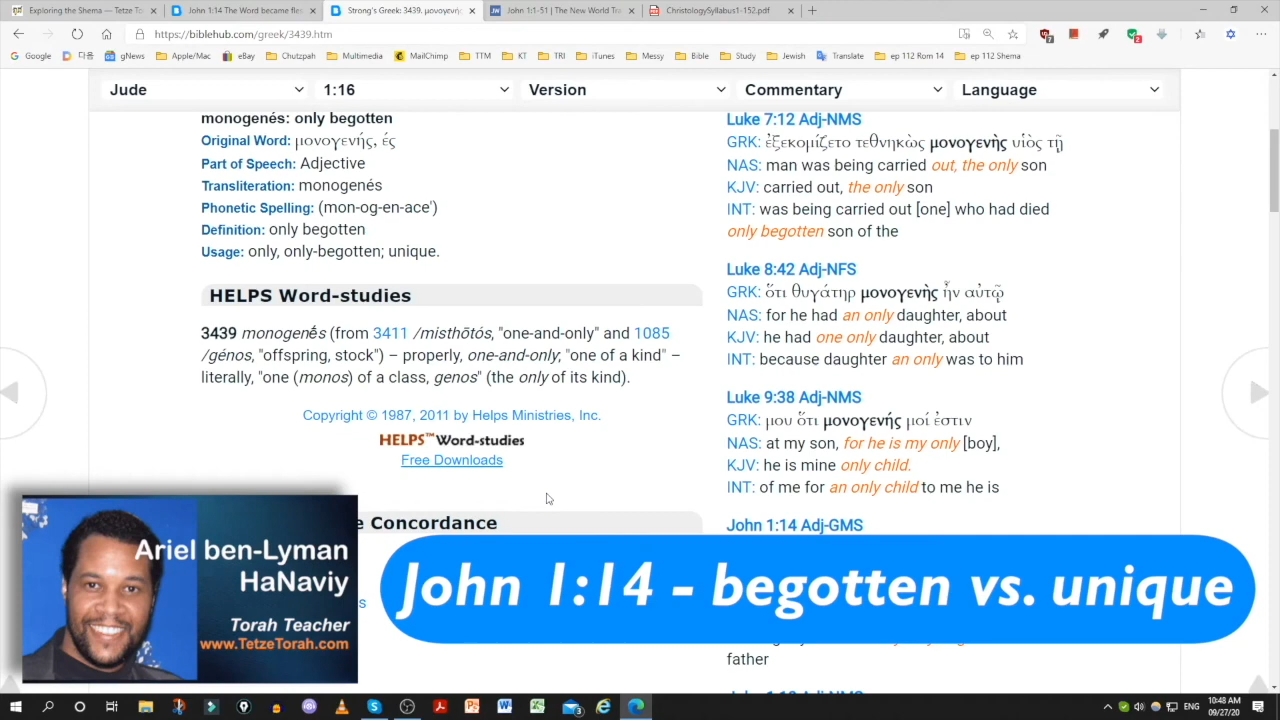 Exploring the Shema — Tetze To
John 1:14 The Word became fles
Strong's Greek: 3439. μονογενής
John 1:1-51 | The New World Tr
ChristologySyllabus1-152.pdf
https://biblehub.com/greek/3439.htm
Google
다음
gNews
Chutzpah
Apple/Mac
eBay
Multimedia
MailChimp
TTM
KT
TRI
iTunes
Messy
Bible
Study
Jewish
Translate
ep 112 Rom 14
ep 112 Shema
Jude
1:16
Version
Commentary
Language
monogenés: only begotten
Original Word: μονογενής, ές
Part of Speech: Adjective
Transliteration: monogenés
Phonetic Spelling: (mon-og-en-ace')
Definition: only begotten
Usage: only, only-begotten; unique.
HELPS Word-studies
3439 monogenḗs (from 3411 /misthōtós, "one-and-only" and 1085
/génos, "offspring, stock") – properly, one-and-only; "one of a kind" –
literally, "one (monos) of a class, genos" (the only of its kind).
Copyright © 1987, 2011 by Helps Ministries, Inc.
HELPS™ Word-studies
Free Downloads
e Concordance
s
Luke 7:12 Adj-NMS
GRK: ἐξεκομίζετο τεθνηκὼς μονογενὴς υἱὸς τῇ
NAS: man was being carried out, the only son
KJV: carried out, the only son
INT: was being carried out [one] who had died
only begotten son of the
Luke 8:42 Adj-NFS
GRK: ὅτι θυγάτηρ μονογενὴς ἦν αὐτῷ
NAS: for he had an only daughter, about
KJV: he had one only daughter, about
INT: because daughter an only was to him
Luke 9:38 Adj-NMS
GRK: μου ὅτι μονογενής μοί ἐστιν
NAS: at my son, for he is my only [boy],
KJV: he is mine only child.
INT: of me for an only child to me he is
John 1:14 Adj-GMS
father
Ariel ben-Lyman
HaNaviy
Torah Teacher
www.TetzeTorah.com
John 1:14 - begotten vs. unique
10:48 AM
09/27/20